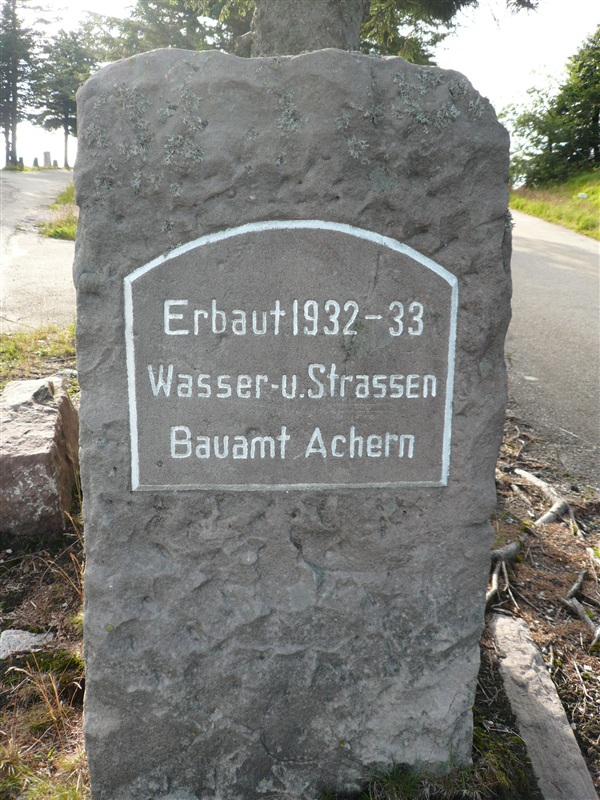 Erbaut 1932-33
Wasser-u.Strassen
Bauamt Achern